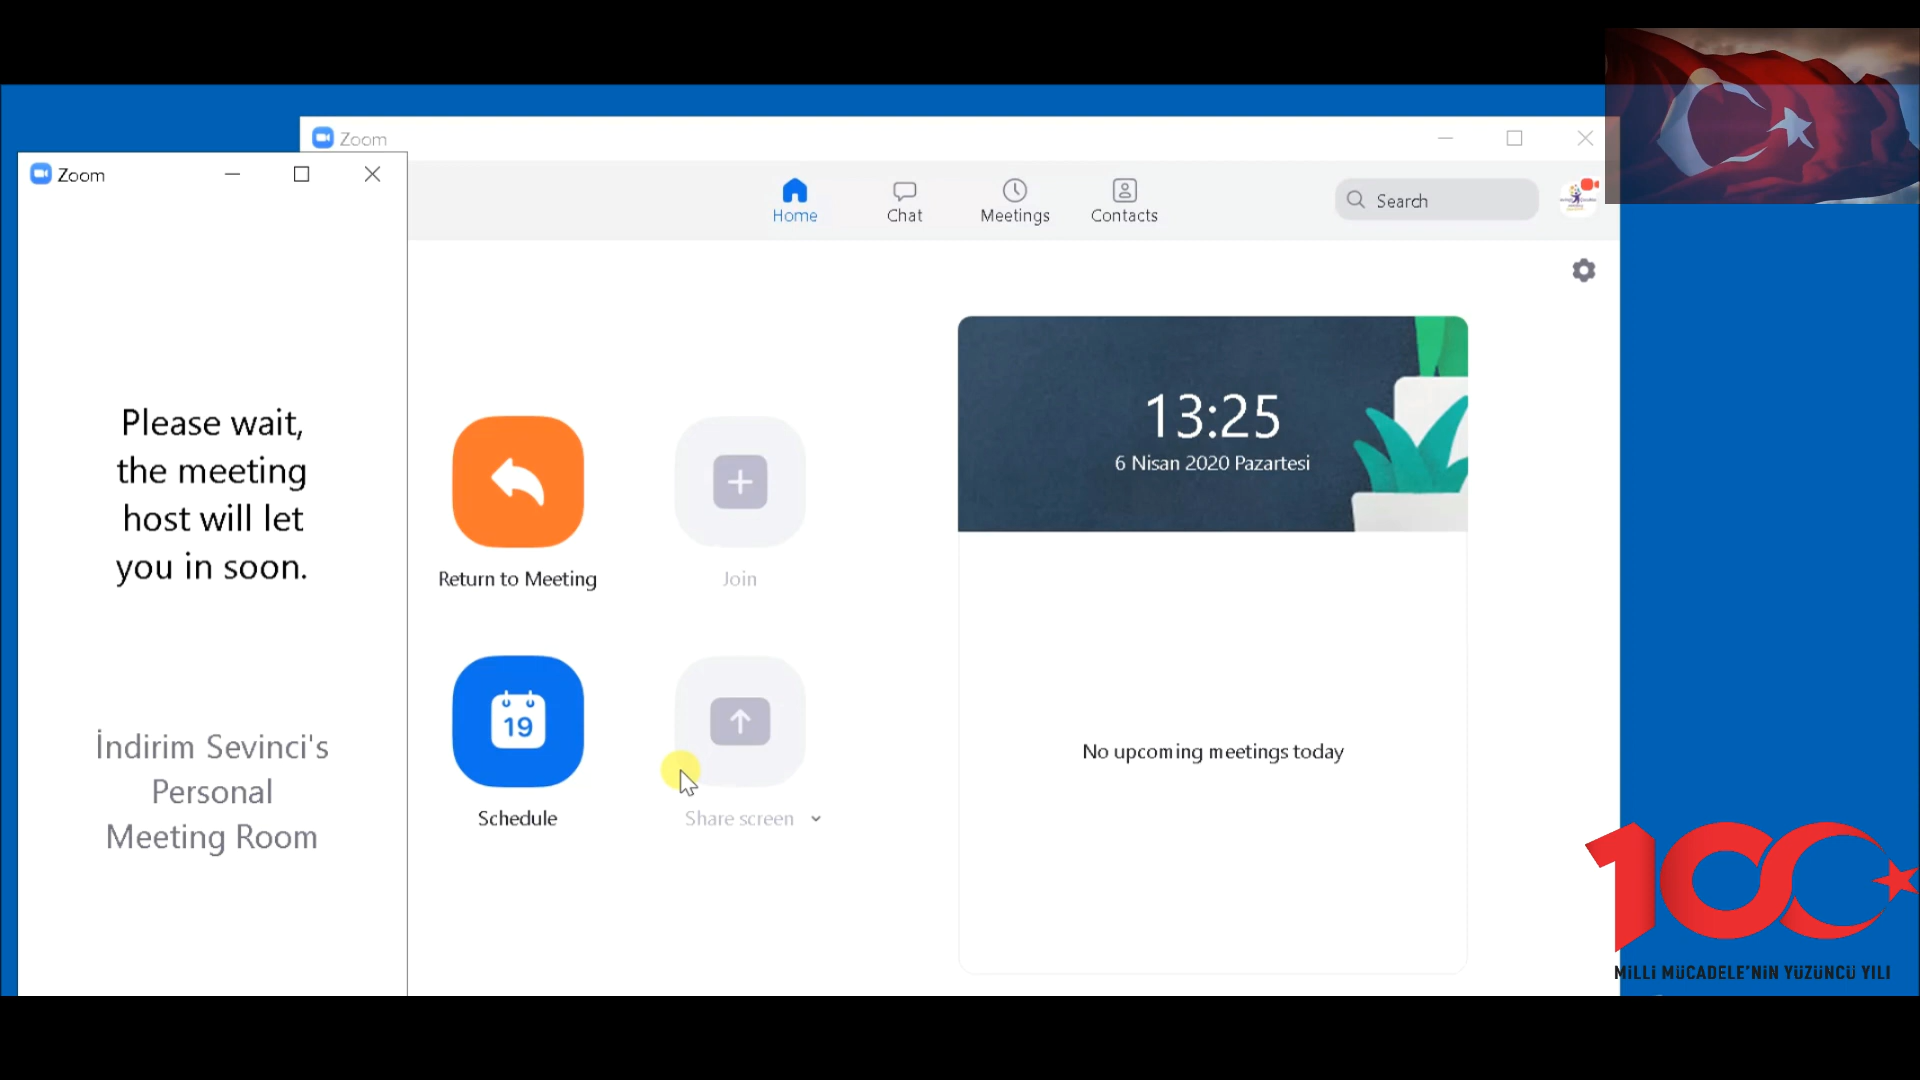 Zoom
Zoom
Home
Chat
Meetings
Contacts
Search
Please wait,
the meeting
host will let
you in soon.
İndirim Sevinci's
Personal
Meeting Room
Return to Meeting
Join
19
Schedule
Share screen
13:25
6 Nisan 2020 Pazartesi
No upcoming meetings today
100
MİLLİ MÜCADELE'NİN YÜZÜNCÜ YILI